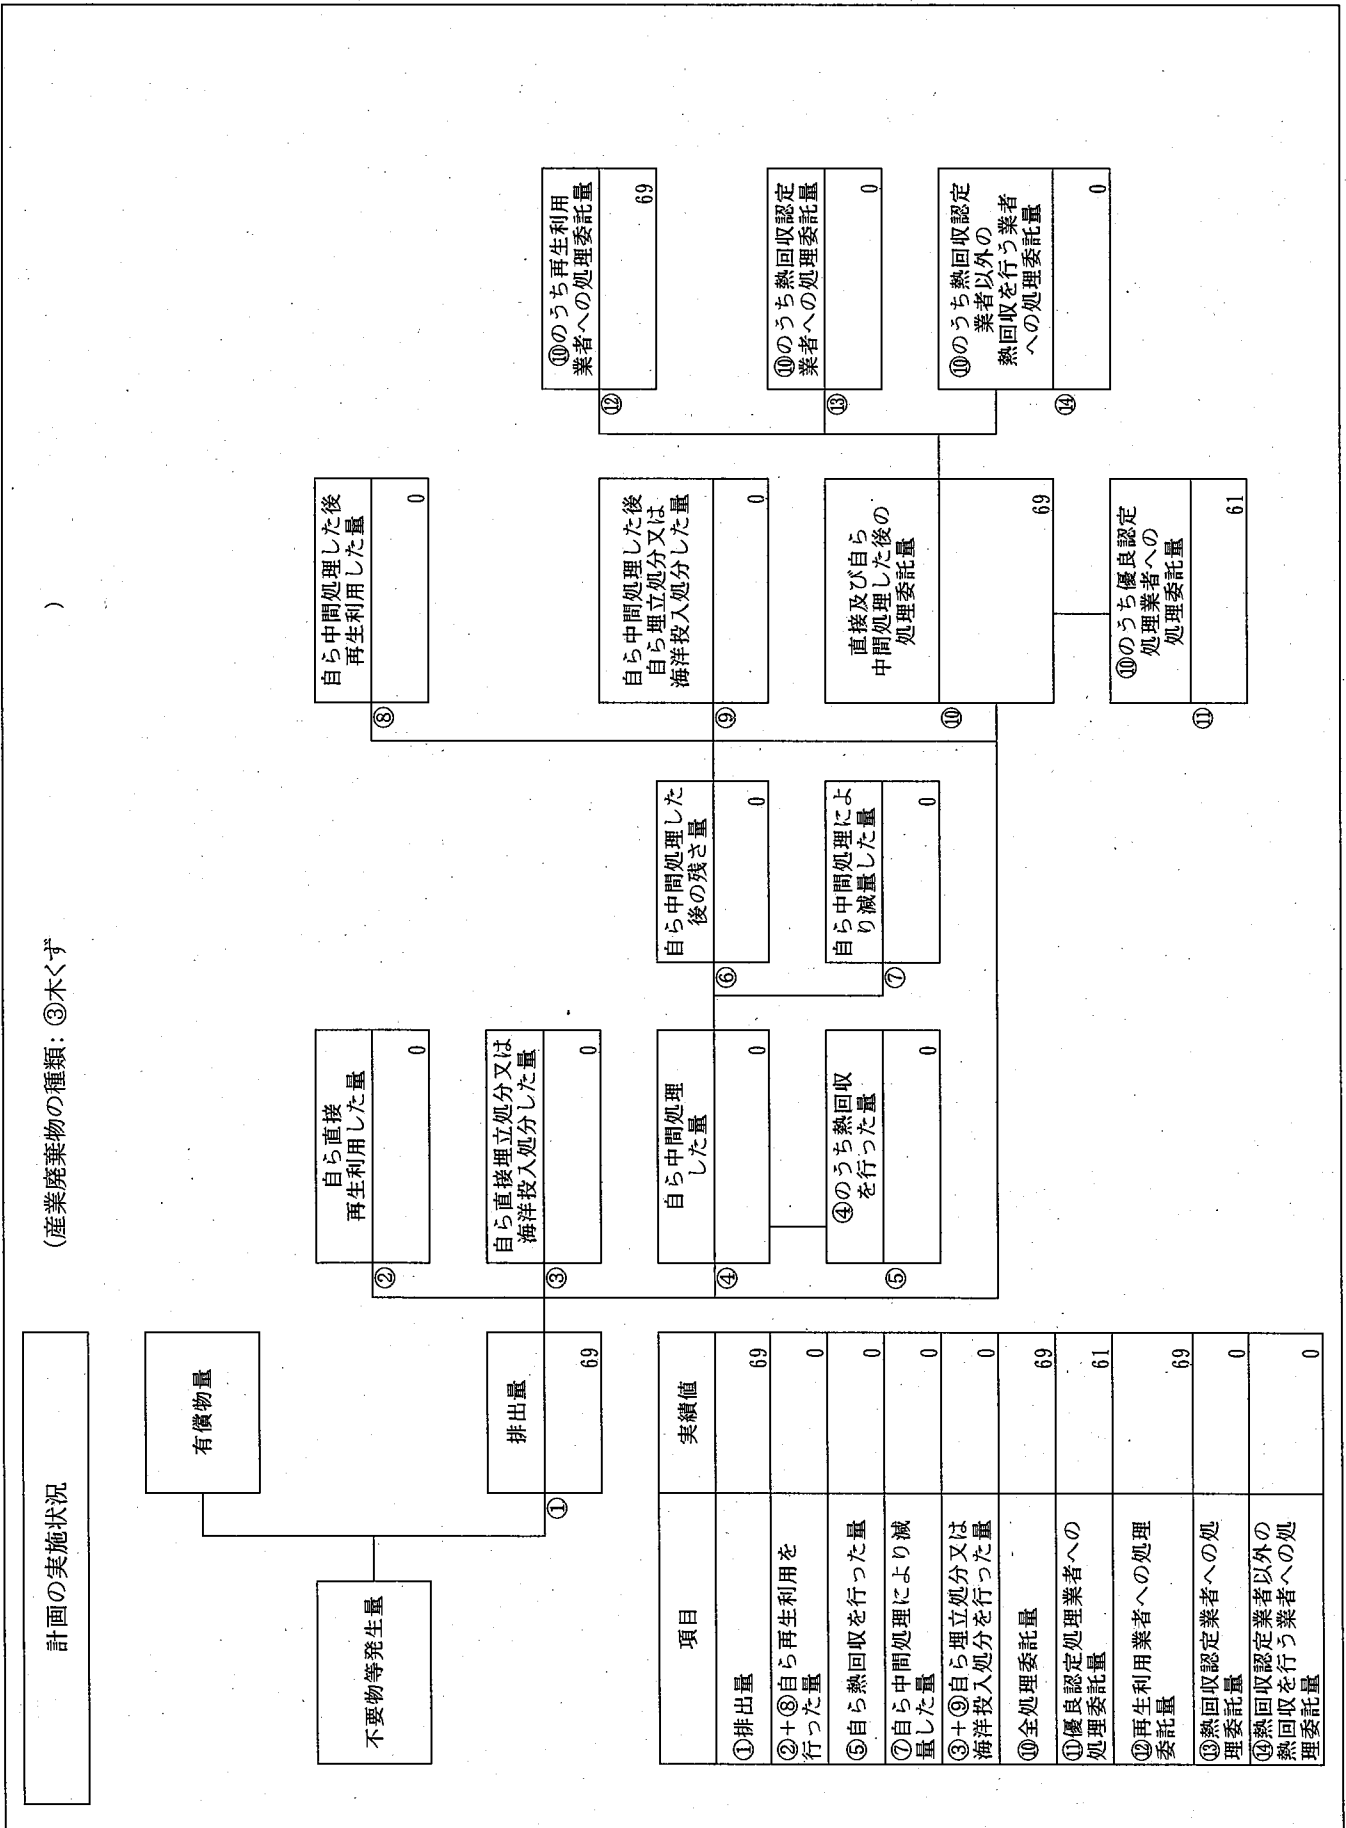 計画の実施状況
(産業廃棄物の種類: ③木くず
)
不要物等発生量
有償物量
排出量
①
69
自ら直接
再生利用した量
②
0
自ら直接埋立処分又は
海洋投入処分した量
③
0
自ら中間処理
した量
④
0
④のうち熱回収
を行った量
⑤
0
自ら中間処理した
後の残さ量
⑥
0
自ら中間処理によ
り減量した量
⑦
0
自ら中間処理した後
再生利用した量
⑧
0
自ら中間処理した後
自ら埋立処分又は
海洋投入処分した量
⑨
0
直接及び自ら
中間処理した後の
処理委託量
⑩
69
⑩のうち優良認定
処理業者への
処理委託量
⑪
61
⑩のうち再生利用
業者への処理委託量
⑫
69
⑩のうち熱回収認定
業者への処理委託量
⑬
0
⑩のうち熱回収認定
業者以外の
熱回収を行う業者
への処理委託量
⑭
0
項目 実績値
①排出量 69
②+⑧自ら再生利用を
行った量 0
⑤自ら熱回収を行った量 0
⑦自ら中間処理により減
量した量 0
③+⑨自ら埋立処分又は
海洋投入処分を行った量 0
⑩全処理委託量 69
⑪優良認定処理業者への
処理委託量 61
⑫再生利用業者への処理
委託量 69
⑬熱回収認定業者への処
理委託量 0
⑭熱回収認定業者以外の
熱回収を行う業者への処
理委託量 0